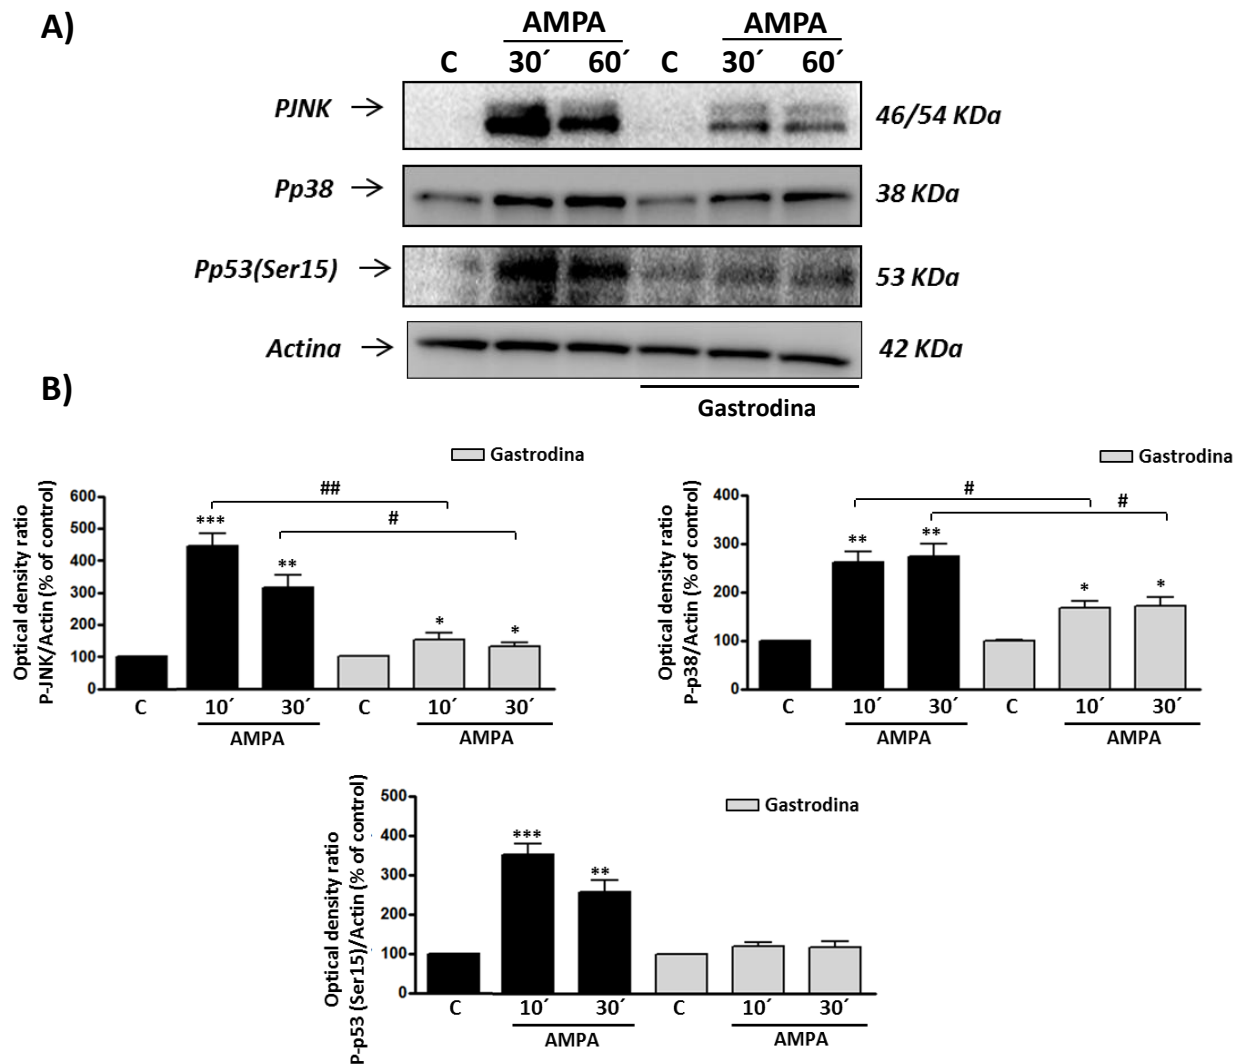 A)
AMPA AMPA
C 30´ 60´ C 30´ 60´
PJNK 46/54 KDa
Pp38 38 KDa
Pp53(Ser15) 53 KDa
Actina 42 KDa
Gastrodina
B)
Gastrodina
Optical density ratio
P-JNK/Actin (% of control)
600
500
400
300
200
100
0
##
#
*** ** * *
C 10´ 30´ C 10´ 30´
AMPA AMPA
Gastrodina
Optical density ratio
P-p38/Actin (% of control)
400
300
200
100
0
# #
** ** * *
C 10´ 30´ C 10´ 30´
AMPA AMPA
Gastrodina
Optical density ratio
P-p53 (Ser15)/Actin (% of control)
500
400
300
200
100
0
*** **
C 10´ 30´ C 10´ 30´
AMPA AMPA